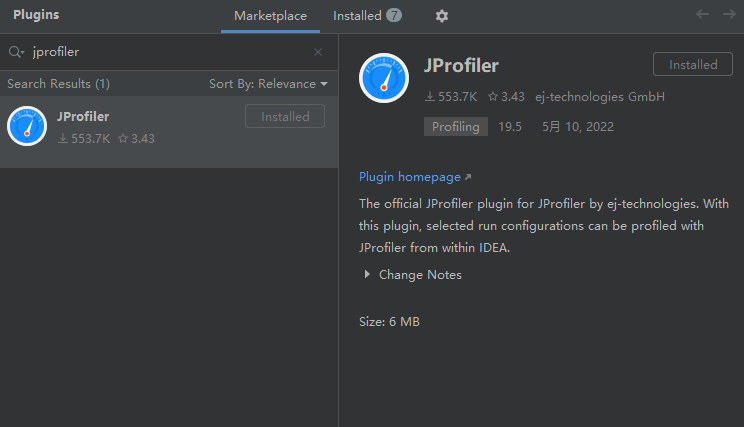 Plugins
Marketplace
Installed 7
jprofiler
Search Results (1)
Sort By: Relevance
JProfiler
553.7K 3.43
Installed
JProfiler
Installed
553.7K 3.43 ej-technologies GmbH
Profiling 19.5 5月 10, 2022
Plugin homepage
The official JProfiler plugin for JProfiler by ej-technologies. With
this plugin, selected run configurations can be profiled with
JProfiler from within IDEA.
Change Notes
Size: 6 MB